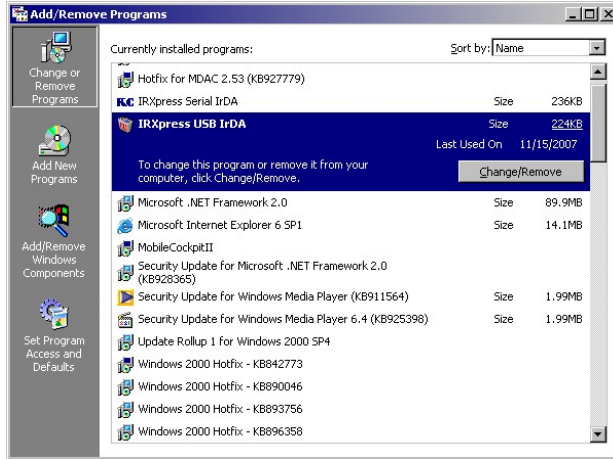 Add/Remove Programs
Change or
Remove
Programs
Add New
Programs
Add/Remove
Windows
Components
Set Program
Access and
Defaults
Currently installed programs:
Sort by: Name
Hotfix for MDAC 2.53 (KB927779)
KC IRXpress Serial IrDA Size 236KB
IRXpress USB IrDA Size 224KB
Last Used On 11/15/2007
To change this program or remove it from your
computer, click Change/Remove.
Change/Remove
Microsoft .NET Framework 2.0 Size 89.9MB
Microsoft Internet Explorer 6 SP1 Size 14.1MB
MobileCockpitII
Security Update for Microsoft .NET Framework 2.0
(KB928365)
Security Update for Windows Media Player (KB911564) Size 1.99MB
Security Update for Windows Media Player 6.4 (KB925398) Size 1.99MB
Update Rollup 1 for Windows 2000 SP4
Windows 2000 Hotfix - KB842773
Windows 2000 Hotfix - KB890046
Windows 2000 Hotfix - KB893756
Windows 2000 Hotfix - KB896358